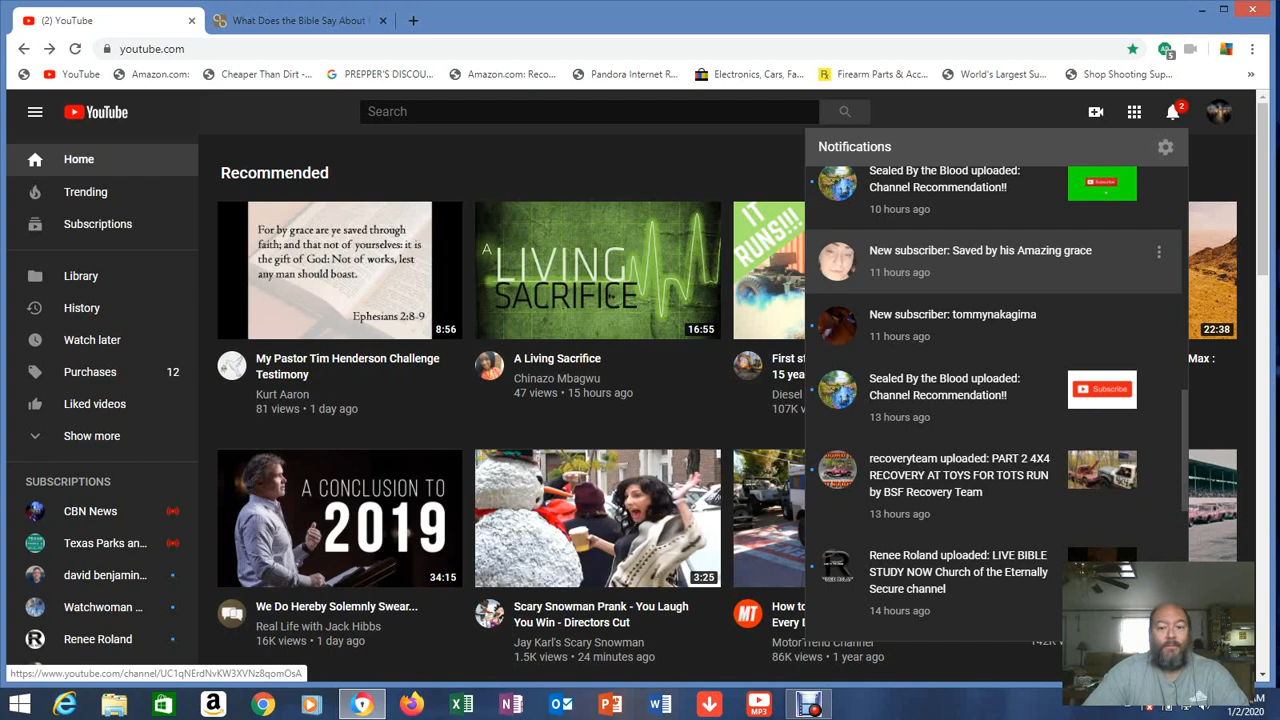 (2) YouTube
What Does the Bible Say About
youtube.com
5
YouTube
Amazon.com:
Cheaper Than Dirt -...
PREPPER'S DISCOU...
Amazon.com: Reco...
Pandora Internet R...
Electronics, Cars, Fa...
Firearm Parts & Acc...
World's Largest Su...
Shop Shooting Sup...
YouTube
Search
2
Home
Trending
Subscriptions
Library
History
Watch later
Purchases 12
Liked videos
Show more
SUBSCRIPTIONS
CBN News
Texas Parks an...
david benjamin...
Watchwoman ...
Renee Roland
https://www.youtube.com/channel/UC1qNErdNvKW3XVNz8qomOsA
Recommended
For by grace are ye saved through
faith; and that not of yourselves: it is
the gift of God: Not of works, lest
any man should boast.
Ephesians 2:8-9
8:56
My Pastor Tim Henderson Challenge
Testimony
Kurt Aaron
81 views • 1 day ago
A LIVING
SACRIFICE
16:55
A Living Sacrifice
Chinazo Mbagwu
47 views • 15 hours ago
IT
RUNS!!!
First st
15 yea
Diesel
107K
22:38
Max :
A CONCLUSION TO
2019
34:15
We Do Hereby Solemnly Swear...
Real Life with Jack Hibbs
16K views • 1 day ago
3:25
Scary Snowman Prank - You Laugh
You Win - Directors Cut
Jay Karl's Scary Snowman
1.5K views • 24 minutes ago
MT
How to
Every D
MotorTrend Channel
86K views • 1 year ago
Notifications
Sealed By the Blood uploaded:
Channel Recommendation!!
10 hours ago
Subscribe
New subscriber: Saved by his Amazing grace
11 hours ago
New subscriber: tommynakagima
11 hours ago
Sealed By the Blood uploaded:
Channel Recommendation!!
13 hours ago
Subscribe
recoveryteam uploaded: PART 2 4X4
RECOVERY AT TOYS FOR TOTS RUN
by BSF Recovery Team
13 hours ago
Renee Roland uploaded: LIVE BIBLE
STUDY NOW Church of the Eternally
Secure channel
14 hours ago
MP3
1/2/2020